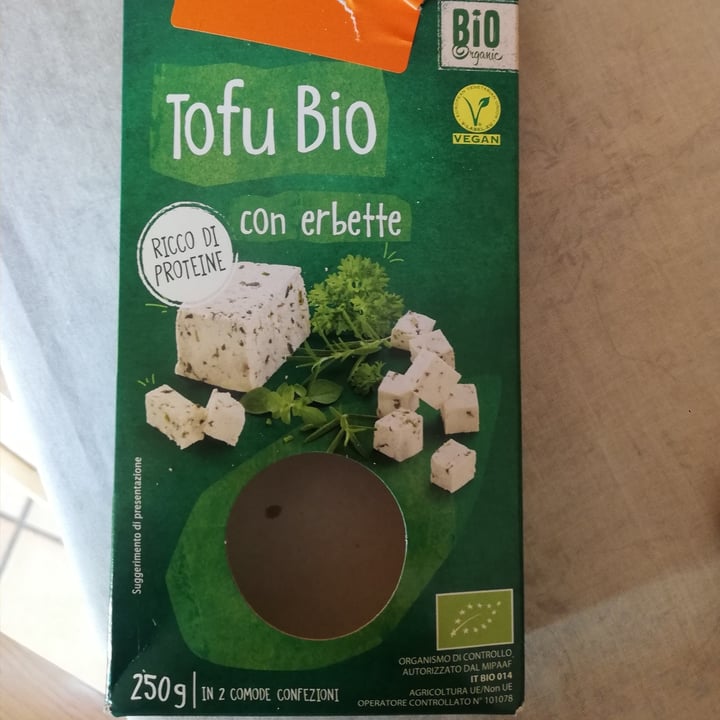 BIO
Organic
VEGAN
Tofu Bio
con erbette
RICCO DI
PROTEINE
Suggerimento di presentazione
250g IN 2 COMODE CONFEZIONI
ORGANISMO DI CONTROLLO
AUTORIZZATO DAL MIPAAF
IT BIO 014
AGRICOLTURA UE/Non UE
OPERATORE CONTROLLATO N° 101078